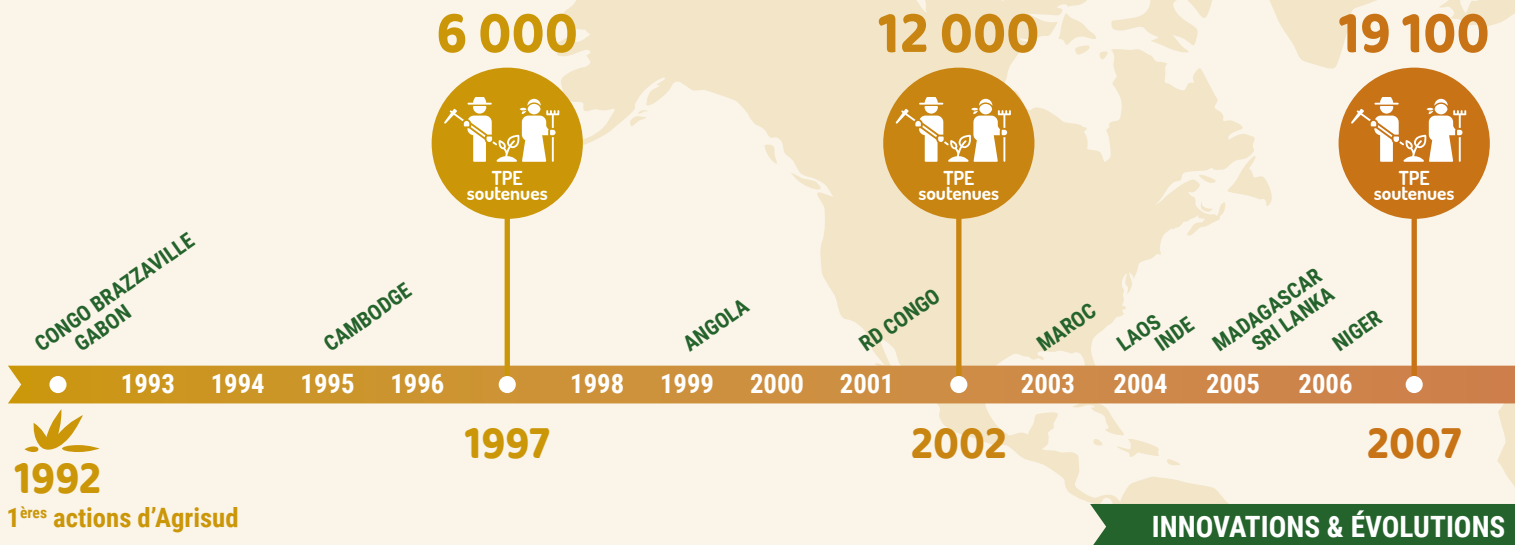 6 000
12 000
19 100
TPE
soutenues
TPE
soutenues
TPE
soutenues
CONGO BRAZZAVILLE
GABON
CAMBODGE
ANGOLA
RD CONGO
MAROC
LAOS
INDE
MADAGASCAR
SRI LANKA
NIGER
1993 1994 1995 1996 1998 1999 2000 2001 2003 2004 2005 2006
1992
1997
2002
2007
1ères actions d’Agrisud
INNOVATIONS & ÉVOLUTIONS